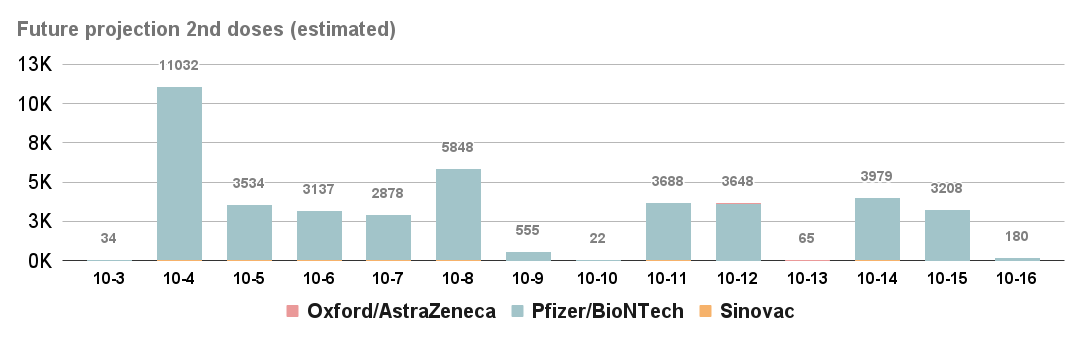 Future projection 2nd doses (estimated)
13K
11032
10K
8K
5848
5K
3534
3137
2878
3688
3648
3979
3208
3K
34
555
22
65
180
0K
10-3 10-4 10-5 10-6 10-7 10-8 10-9 10-10 10-11 10-12 10-13 10-14 10-15 10-16
Oxford/AstraZeneca Pfizer/BioNTech Sinovac